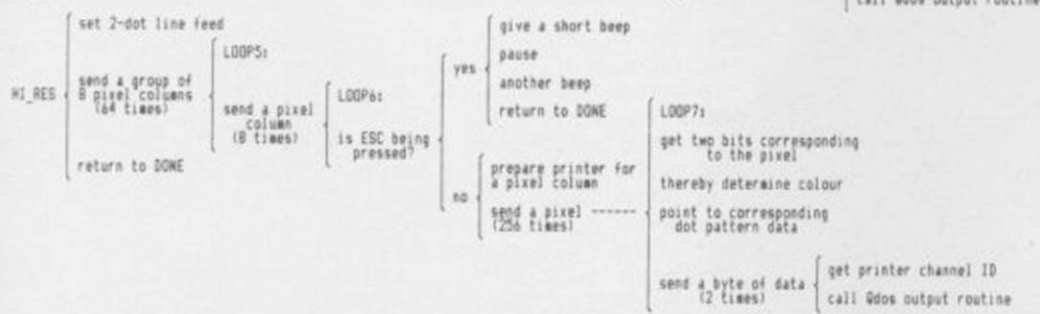 call Qdos output routine
HI_RES
set 2-dot line feed
send a group of
8 pixel columns
(64 times)
return to DONE
LOOP5:
send a pixel
column
(8 times)
LOOP6:
is ESC being
pressed?
yes
give a short beep
pause
another beep
return to DONE
no
prepare printer for
a pixel column
send a pixel ------
(256 times)
LOOP7:
get two bits corresponding
to the pixel
thereby determine colour
point to corresponding
dot pattern data
send a byte of data
(2 times)
get printer channel ID
call Qdos output routine